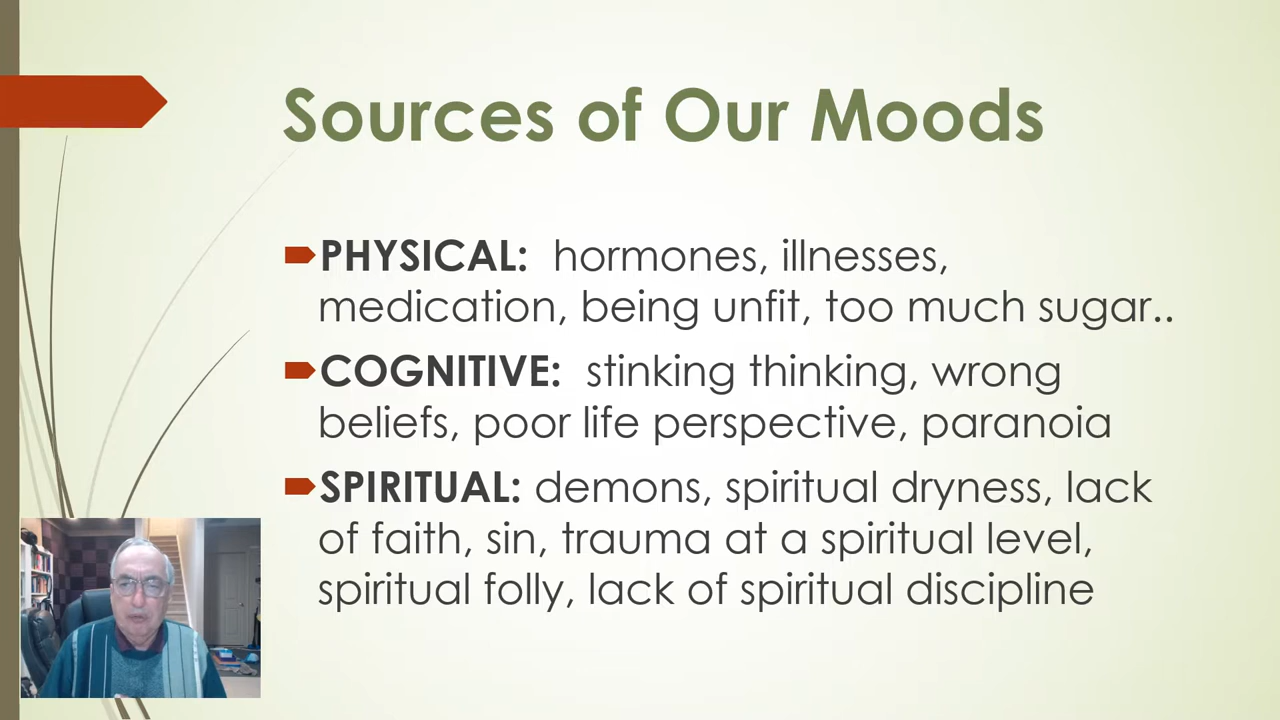 Sources of Our Moods
PHYSICAL: hormones, illnesses,
medication, being unfit, too much sugar..
COGNITIVE: stinking thinking, wrong
beliefs, poor life perspective, paranoia
SPIRITUAL: demons, spiritual dryness, lack
of faith, sin, trauma at a spiritual level,
spiritual folly, lack of spiritual discipline